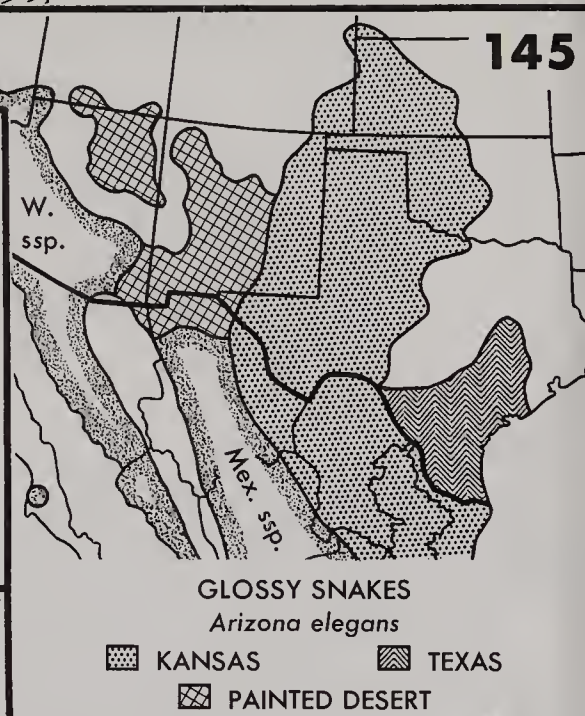 145
W.
ssp.
Mex. ssp.
GLOSSY SNAKES
Arizona elegans
KANSAS TEXAS
PAINTED DESERT